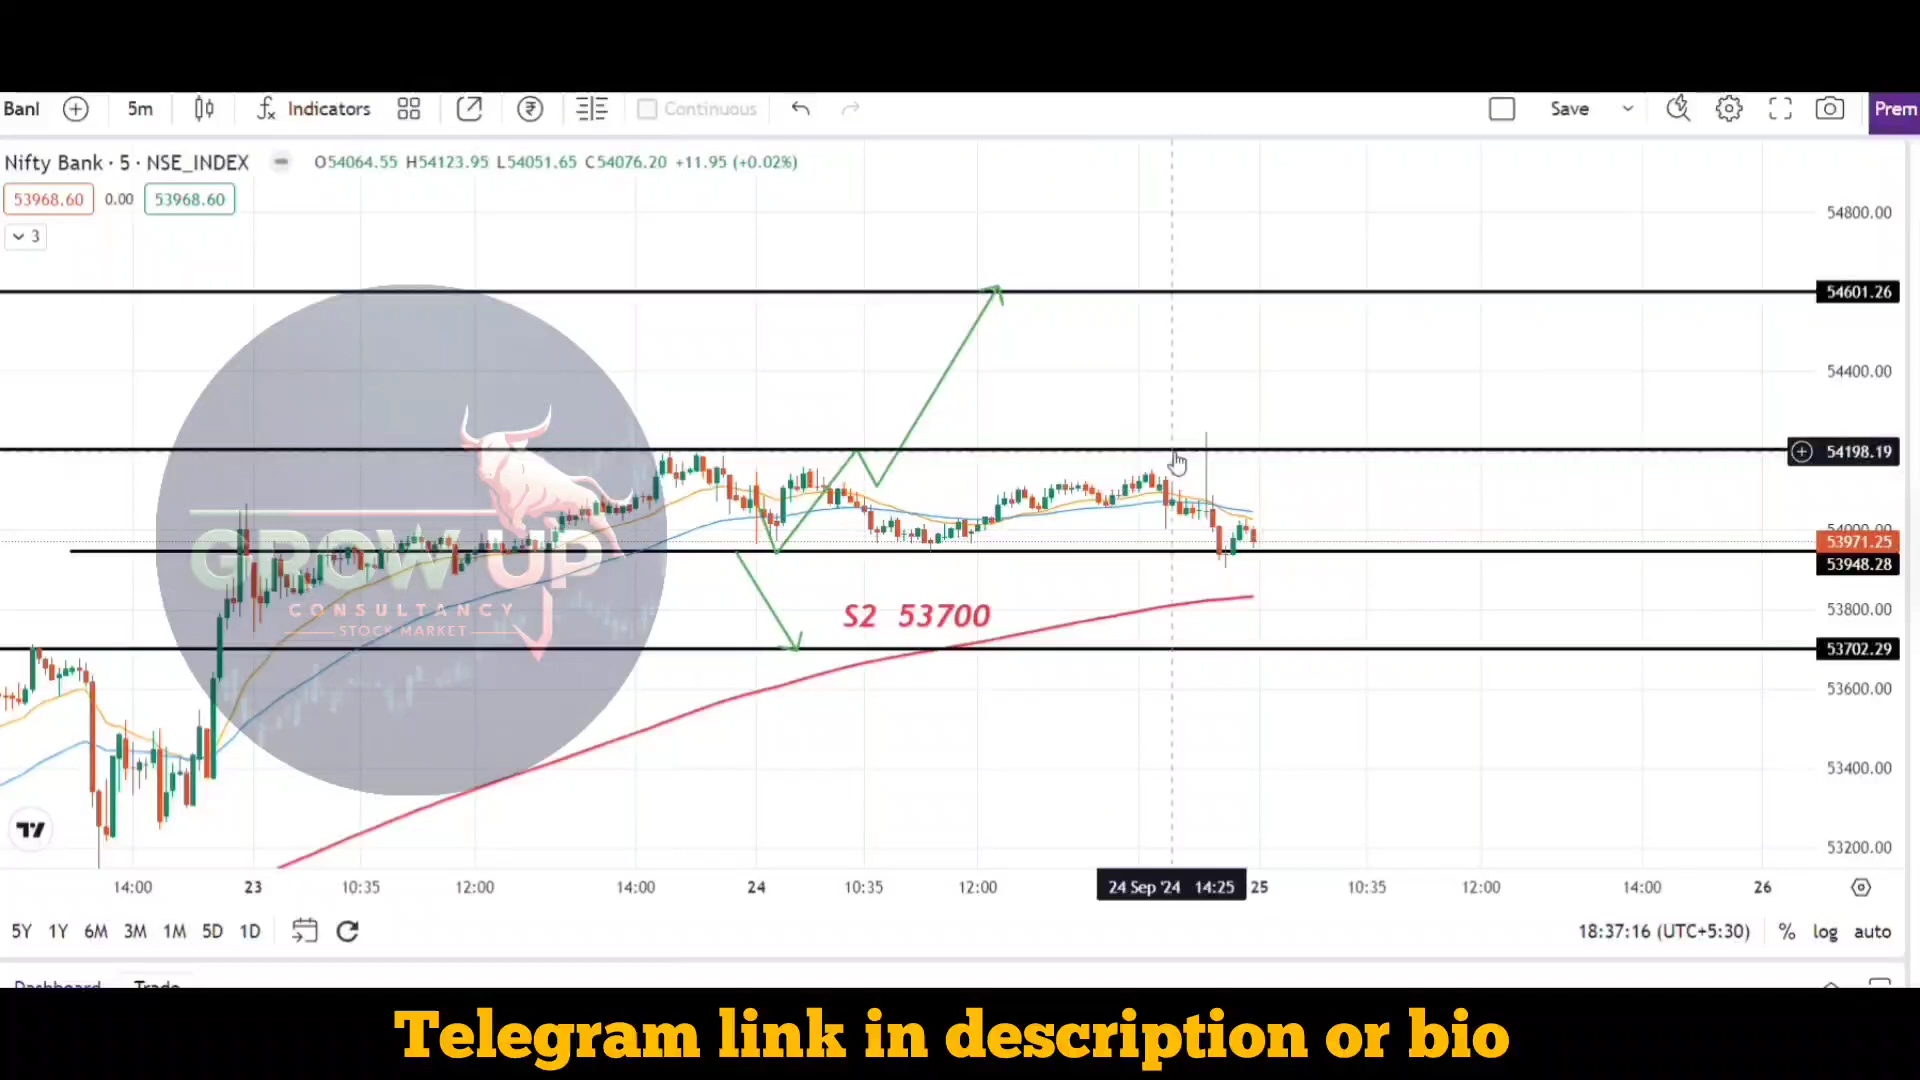 Banl 5m Indicators Continuous Save Prem
Nifty Bank · 5 · NSE_INDEX O54064.55 H54123.95 L54051.65 C54076.20 +11.95 (+0.02%)
53968.60 0.00 53968.60
3
54800.00
54601.26
54400.00
54198.19
54000.00
53971.25
53948.28
GROW UP
CONSULTANCY
STOCK MARKET
S2 53700
53800.00
53702.29
53600.00
53400.00
53200.00
14:00 23 10:35 12:00 14:00 24 10:35 12:00 24 Sep '24 14:25 25 10:35 12:00 14:00 26
5Y 1Y 6M 3M 1M 5D 1D 18:37:16 (UTC+5:30) % log auto
Dashboard Trade
Telegram link in description or bio